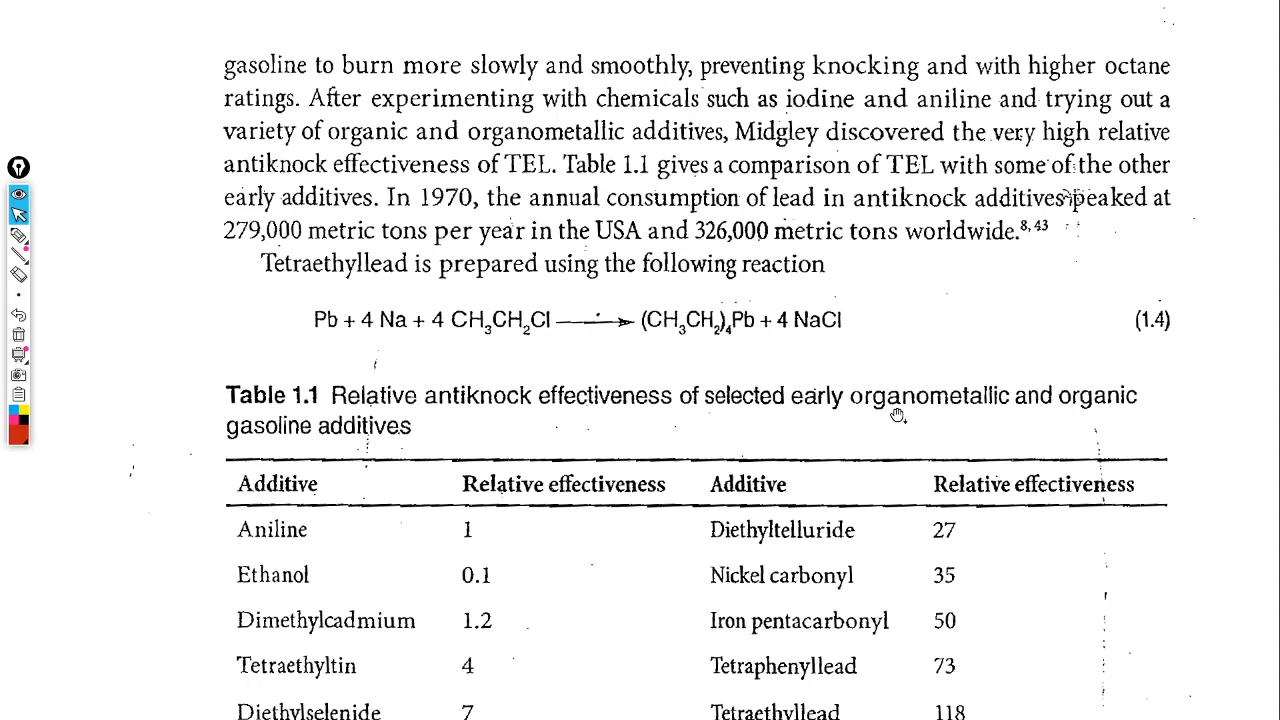 gasoline to burn more slowly and smoothly, preventing knocking and with higher octane
ratings. After experimenting with chemicals such as iodine and aniline and trying out a
variety of organic and organometallic additives, Midgley discovered the very high relative
antiknock effectiveness of TEL. Table 1.1 gives a comparison of TEL with some of the other
early additives. In 1970, the annual consumption of lead in antiknock additives peaked at
279,000 metric tons per year in the USA and 326,000 metric tons worldwide.⁸,⁴³
Tetraethyllead is prepared using the following reaction
Pb + 4 Na + 4 CH₃CH₂Cl ⟶ (CH₃CH₂)₄Pb + 4 NaCl (1.4)
Table 1.1 Relative antiknock effectiveness of selected early organometallic and organic
gasoline additives
Additive Relative effectiveness Additive Relative effectiveness
Aniline 1 Diethyltelluride 27
Ethanol 0.1 Nickel carbonyl 35
Dimethylcadmium 1.2 Iron pentacarbonyl 50
Tetraethyltin 4 Tetraphenyllead 73
Diethylselenide 7 Tetraethyllead 118